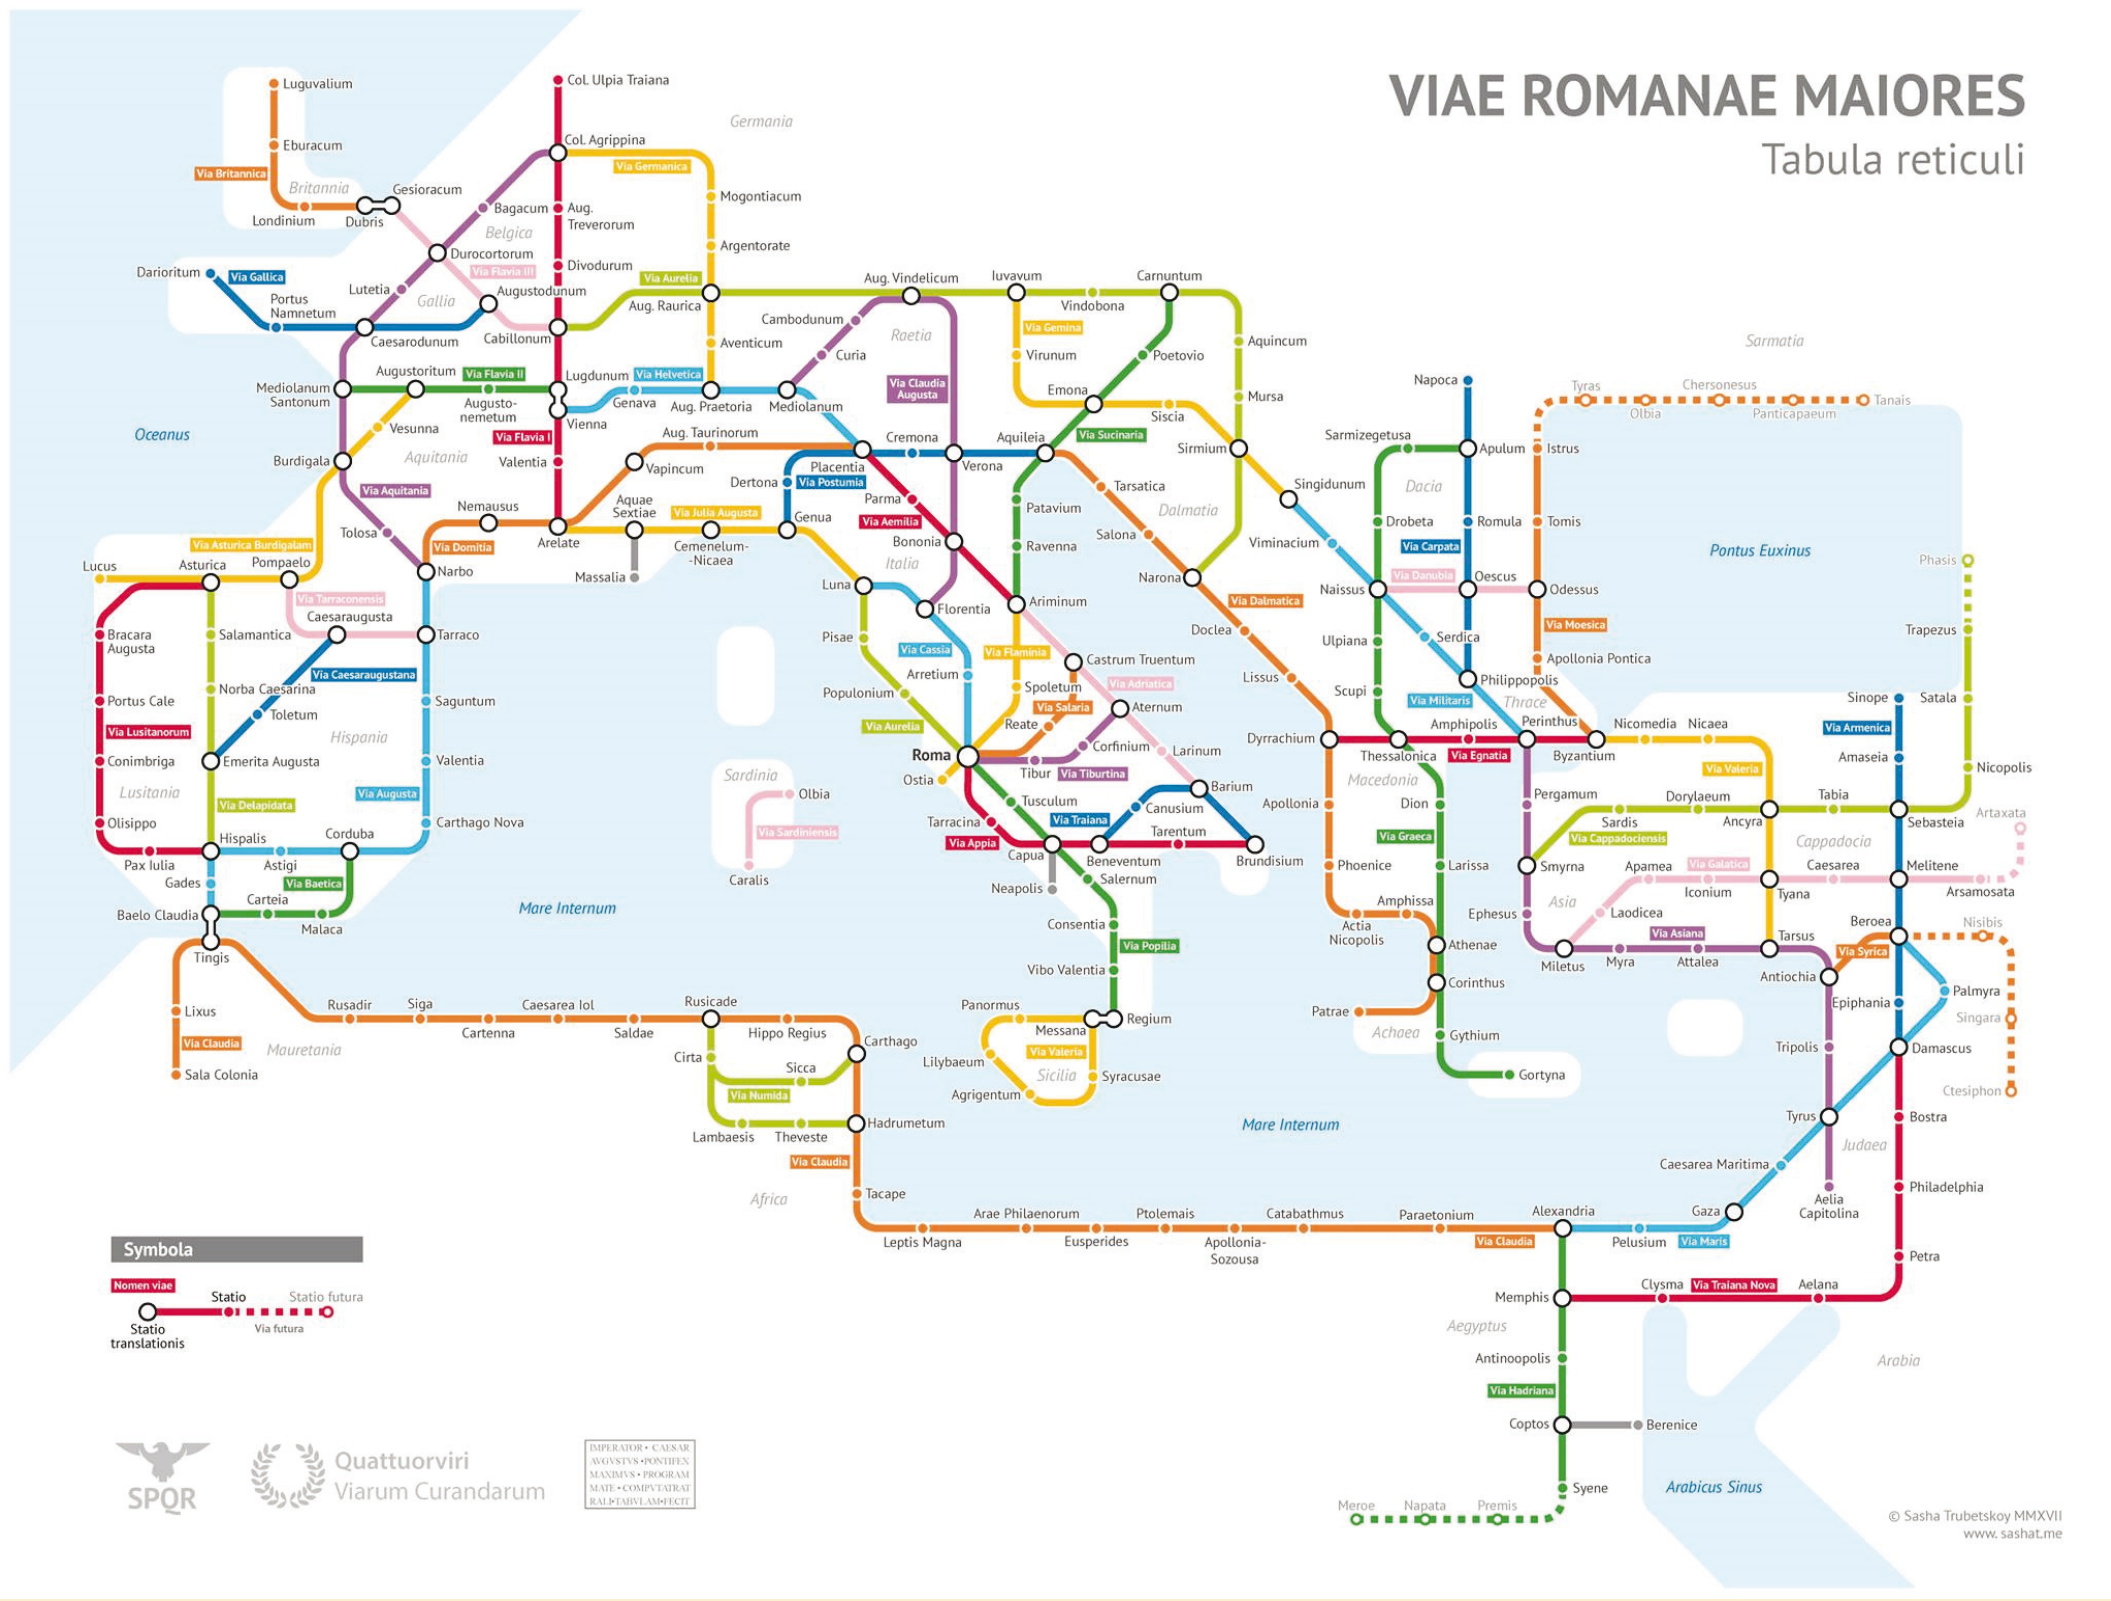 VIAE ROMANAE MAIORES
Tabula reticuli
Luguvalium
Eburacum
Via Britannica
Britannia
Londinium
Dubris
Gesioracum
Col. Ulpia Traiana
Germania
Col. Agrippina
Via Germanica
Bagacum
Aug.
Treverorum
Mogontiacum
Belgica
Durocortorum
Argentorate
Via Flavia III
Divodurum
Darioritum
Via Gallica
Portus
Namnetum
Lutetia
Gallia
Augustodunum
Via Aurelia
Aug. Raurica
Aug. Vindelicum
Iuvavum
Carnuntum
Vindobona
Caesarodunum
Cabillonum
Aventicum
Cambodunum
Raetia
Curia
Via Gemina
Virunum
Poetovio
Aquincum
Sarmatia
Mediolanum
Santonum
Augustoritum
Via Flavia II
Augusto-
nemetum
Lugdunum
Via Helvetica
Genava
Aug. Praetoria
Mediolanum
Via Claudia
Augusta
Emona
Siscia
Mursa
Napoca
Tyras
Olbia
Chersonesus
Panticapaeum
Tanais
Oceanus
Vesunna
Vienna
Via Flavia I
Aug. Taurinorum
Cremona
Aquileia
Via Sucinaria
Sirmium
Sarmizegetusa
Apulum
Istrus
Burdigala
Aquitania
Valentia
Vapincum
Placentia
Verona
Dertona
Via Postumia
Tarsatica
Singidunum
Dacia
Via Aquitania
Nemausus
Aquae
Sextiae
Via Julia Augusta
Genua
Parma
Via Aemilia
Patavium
Salona
Dalmatia
Drobeta
Romula
Tomis
Tolosa
Via Domitia
Arelate
Cemenelum-
-Nicaea
Bononia
Ravenna
Viminacium
Via Carpata
Pontus Euxinus
Via Asturica Burdigalam
Lucus
Asturica
Pompaelo
Narbo
Massalia
Luna
Italia
Narona
Naissus
Via Danubia
Oescus
Odessus
Phasis
Via Tarraconensis
Caesaraugusta
Florentia
Ariminum
Via Dalmatica
Bracara
Augusta
Salamantica
Tarraco
Pisae
Via Cassia
Via Flaminia
Doclea
Ulpiana
Serdica
Via Moesica
Trapezus
Via Caesaraugustana
Arretium
Castrum Truentum
Via Adriatica
Apollonia Pontica
Portus Cale
Norba Caesarina
Toletum
Saguntum
Populonium
Spoletum
Via Salaria
Aternum
Lissus
Scupi
Via Militaris
Philippopolis
Thrace
Sinope
Satala
Via Lusitanorum
Hispania
Via Aurelia
Reate
Corfinium
Larinum
Dyrrachium
Amphipolis
Perinthus
Nicomedia
Nicaea
Via Armenica
Conimbriga
Emerita Augusta
Valentia
Roma
Ostia
Tibur
Via Tiburtina
Thessalonica
Via Egnatia
Byzantium
Via Valeria
Amaseia
Nicopolis
Lusitania
Via Delapidata
Via Augusta
Sardinia
Olbia
Via Sardiniensis
Caralis
Tusculum
Tarracina
Via Appia
Via Traiana
Canusium
Barium
Tarentum
Macedonia
Apollonia
Dion
Pergamum
Dorylaeum
Sardis
Via Cappadociensis
Ancyra
Tabia
Sebasteia
Artaxata
Olisippo
Pax Iulia
Hispalis
Astigi
Corduba
Carthago Nova
Capua
Beneventum
Brundisium
Via Graeca
Cappadocia
Gades
Via Baetica
Carteia
Malaca
Baelo Claudia
Neapolis
Salernum
Phoenice
Larissa
Smyrna
Apamea
Via Galatica
Iconium
Tyana
Caesarea
Melitene
Arsamosata
Mare Internum
Consentia
Via Popilia
Actia
Nicopolis
Amphissa
Ephesus
Asia
Laodicea
Via Asiana
Tarsus
Beroea
Nisibis
Tingis
Vibo Valentia
Athenae
Miletus
Myra
Attalea
Antiochia
Via Syrica
Lixus
Via Claudia
Sala Colonia
Mauretania
Rusadir
Siga
Cartenna
Caesarea Iol
Saldae
Rusicade
Hippo Regius
Panormus
Messana
Regium
Patrae
Corinthus
Achaea
Gythium
Epiphania
Palmyra
Singara
Cirta
Sicca
Carthago
Lilybaeum
Via Valeria
Sicilia
Syracusae
Agrigentum
Gortyna
Tripolis
Damascus
Ctesiphon
Via Numida
Lambaesis
Theveste
Hadrumetum
Mare Internum
Tyrus
Bostra
Judaea
Via Claudia
Africa
Tacape
Caesarea Maritima
Aelia
Capitolina
Philadelphia
Leptis Magna
Arae Philaenorum
Eusperides
Ptolemais
Apollonia-
Sozousa
Catabathmus
Paraetonium
Via Claudia
Alexandria
Pelusium
Via Maris
Gaza
Petra
Memphis
Clysma
Via Traiana Nova
Aelana
Aegyptus
Antinoopolis
Arabia
Via Hadriana
Coptos
Berenice
Syene
Arabicus Sinus
Meroe
Napata
Premis
Symbola
Nomen viae
Statio
Statio futura
Statio
translationis
Via futura
SPQR
Quattuorviri
Viarum Curandarum
IMPERATOR • CAESAR
AVGVSTVS •PONTIFEX
MAXIMVS • PROGRAM
MATE • COMPVTATRAT
RALI•TABVLAM•FECIT
© Sasha Trubetskoy MMXVII
www. sashat.me